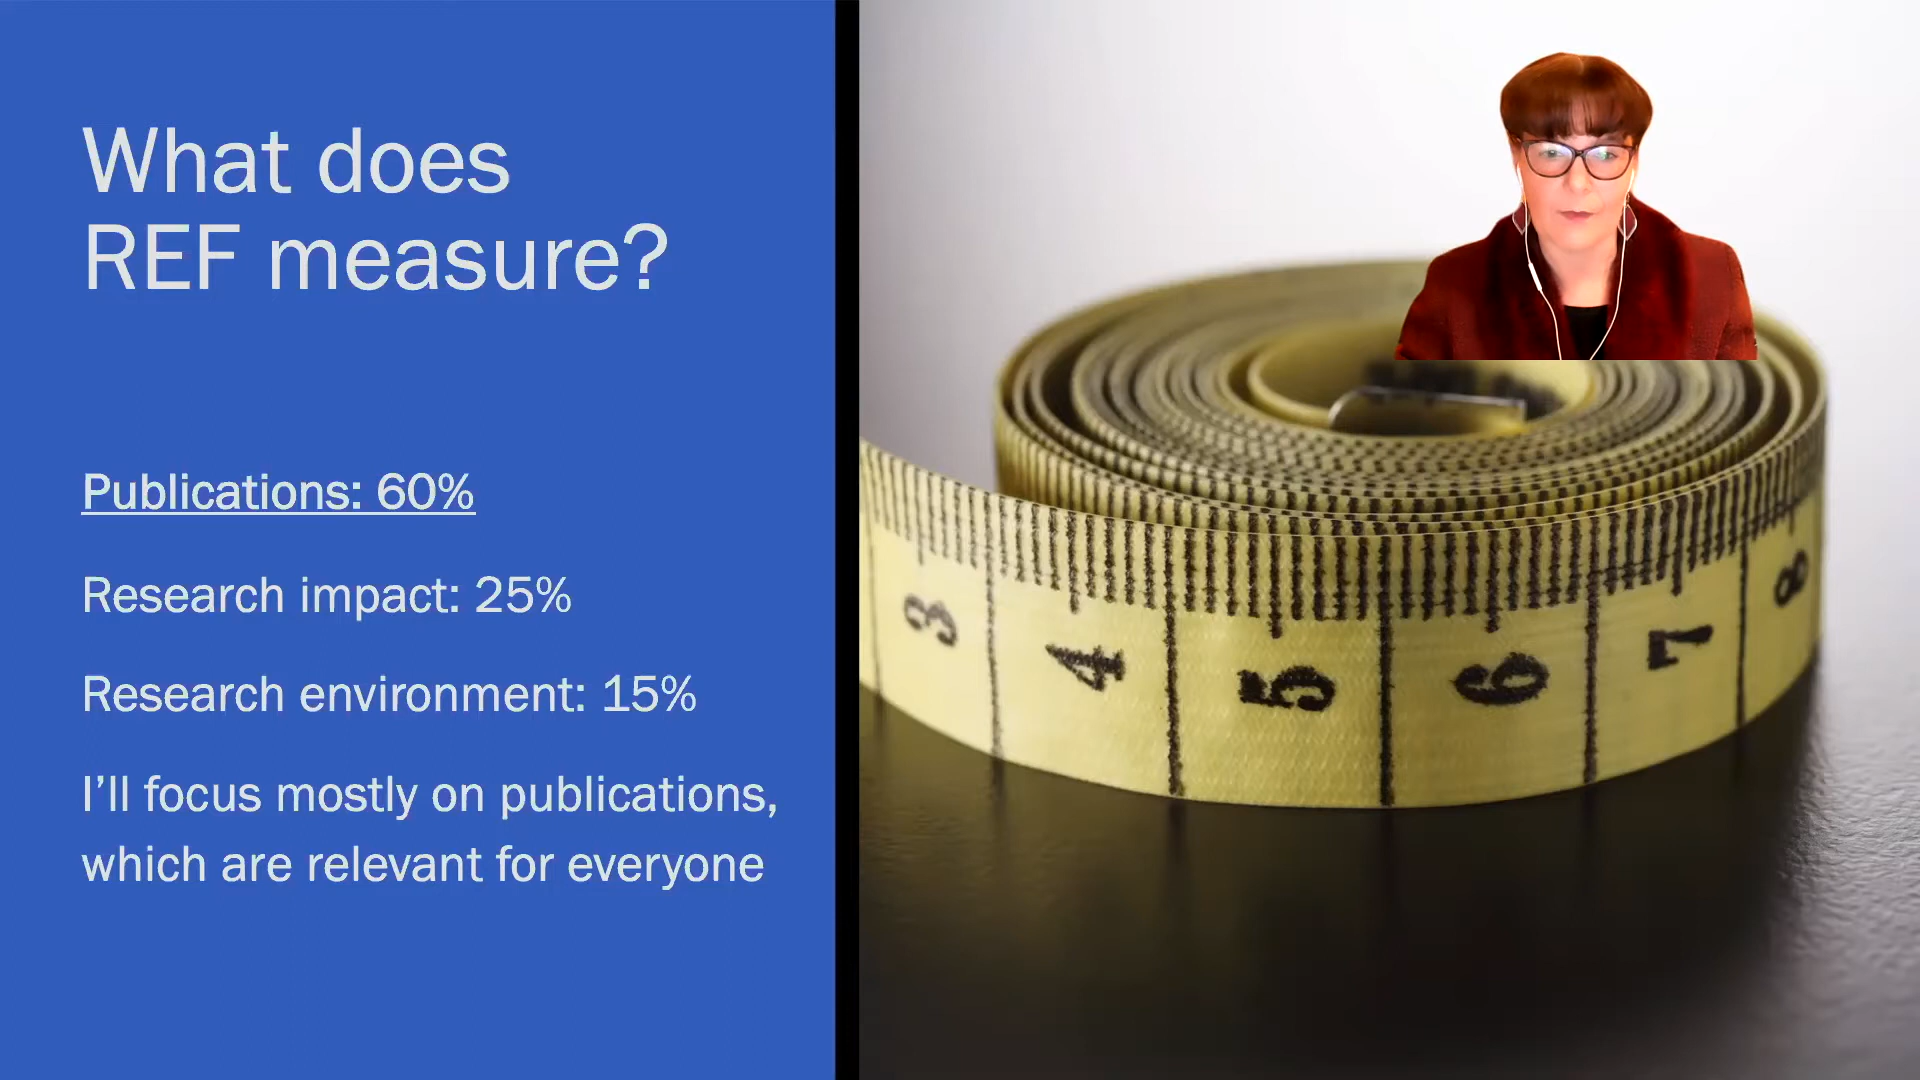 What does
REF measure?
Publications: 60%
Research impact: 25%
Research environment: 15%
I’ll focus mostly on publications,
which are relevant for everyone
3 4 5 6 7 8